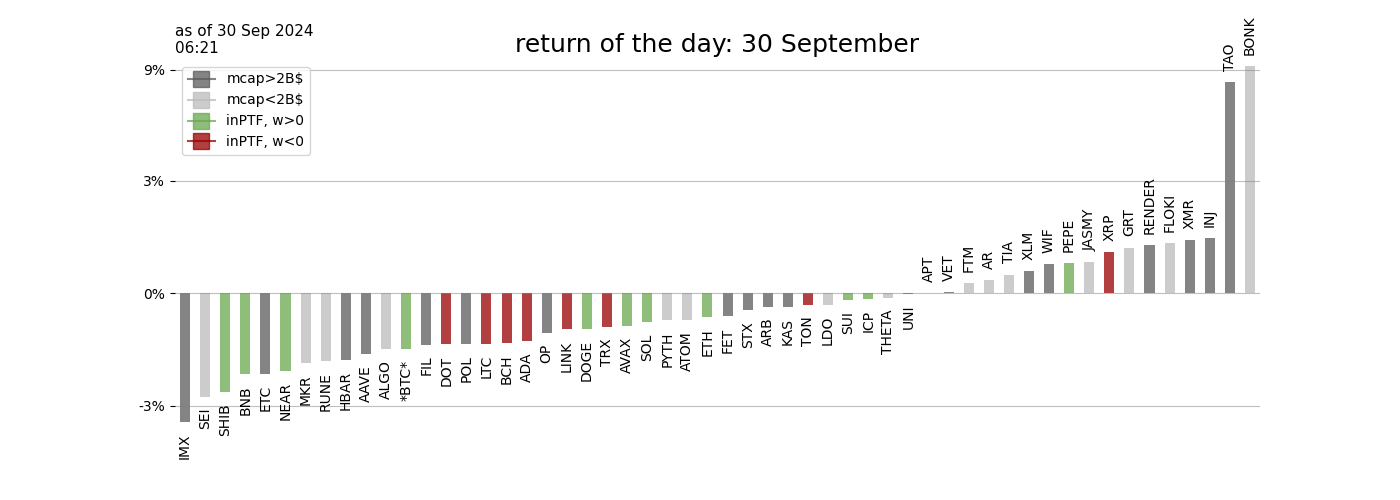 as of 30 Sep 2024
06:21
return of the day: 30 September
mcap>2B$
mcap<2B$
inPTF, w>0
inPTF, w<0
9%
3%
0%
-3%
IMX
SEI
SHIB
BNB
ETC
NEAR
MKR
RUNE
HBAR
AAVE
ALGO
*BTC*
FIL
DOT
POL
LTC
BCH
ADA
OP
LINK
DOGE
TRX
AVAX
SOL
PYTH
ATOM
ETH
FET
STX
ARB
KAS
TON
LDO
SUI
ICP
THETA
UNI
APT
VET
FTM
AR
TIA
XLM
WIF
PEPE
JASMY
XRP
GRT
RENDER
FLOKI
XMR
INJ
TAO
BONK